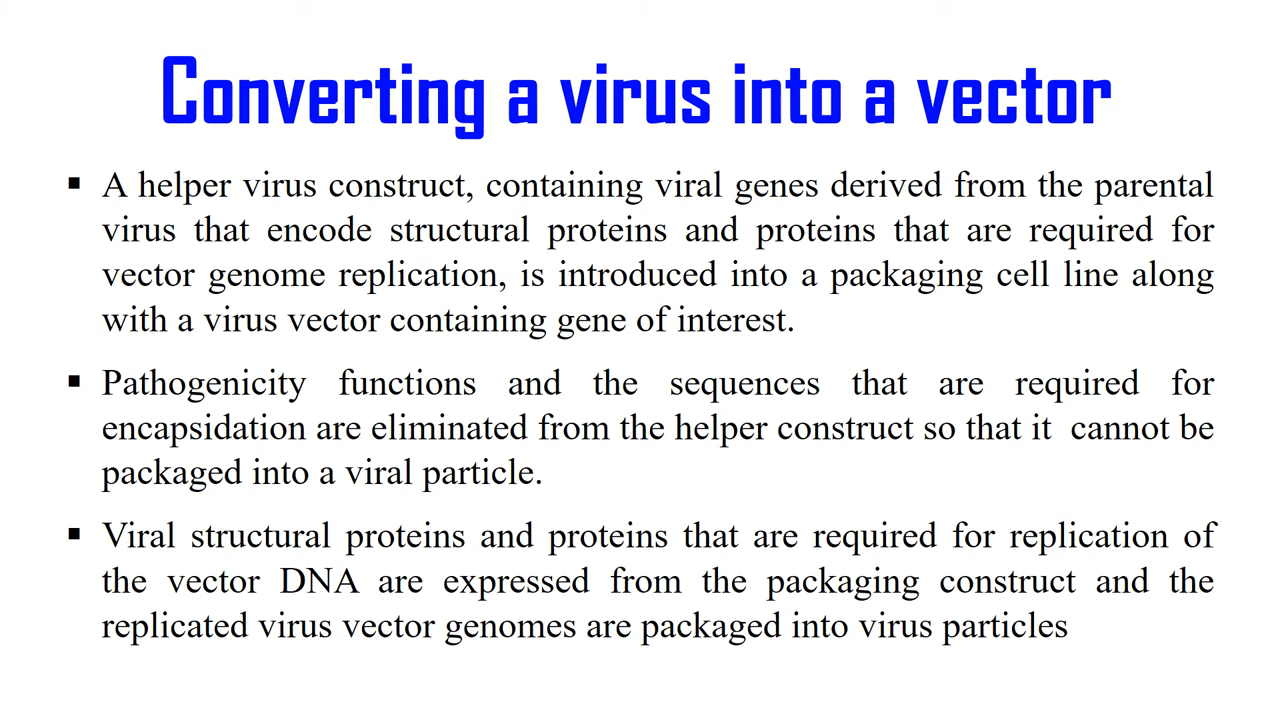 Converting a virus into a vector
▪ A helper virus construct, containing viral genes derived from the parental
virus that encode structural proteins and proteins that are required for
vector genome replication, is introduced into a packaging cell line along
with a virus vector containing gene of interest.
▪ Pathogenicity functions and the sequences that are required for
encapsidation are eliminated from the helper construct so that it cannot be
packaged into a viral particle.
▪ Viral structural proteins and proteins that are required for replication of
the vector DNA are expressed from the packaging construct and the
replicated virus vector genomes are packaged into virus particles